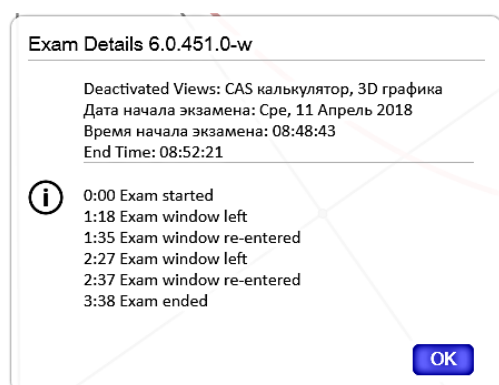 Exam Details 6.0.451.0-w
Deactivated Views: CAS калькулятор, 3D графика
Дата начала экзамена: Сре, 11 Апрель 2018
Время начала экзамена: 08:48:43
End Time: 08:52:21
0:00 Exam started
1:18 Exam window left
1:35 Exam window re-entered
2:27 Exam window left
2:37 Exam window re-entered
3:38 Exam ended
OK